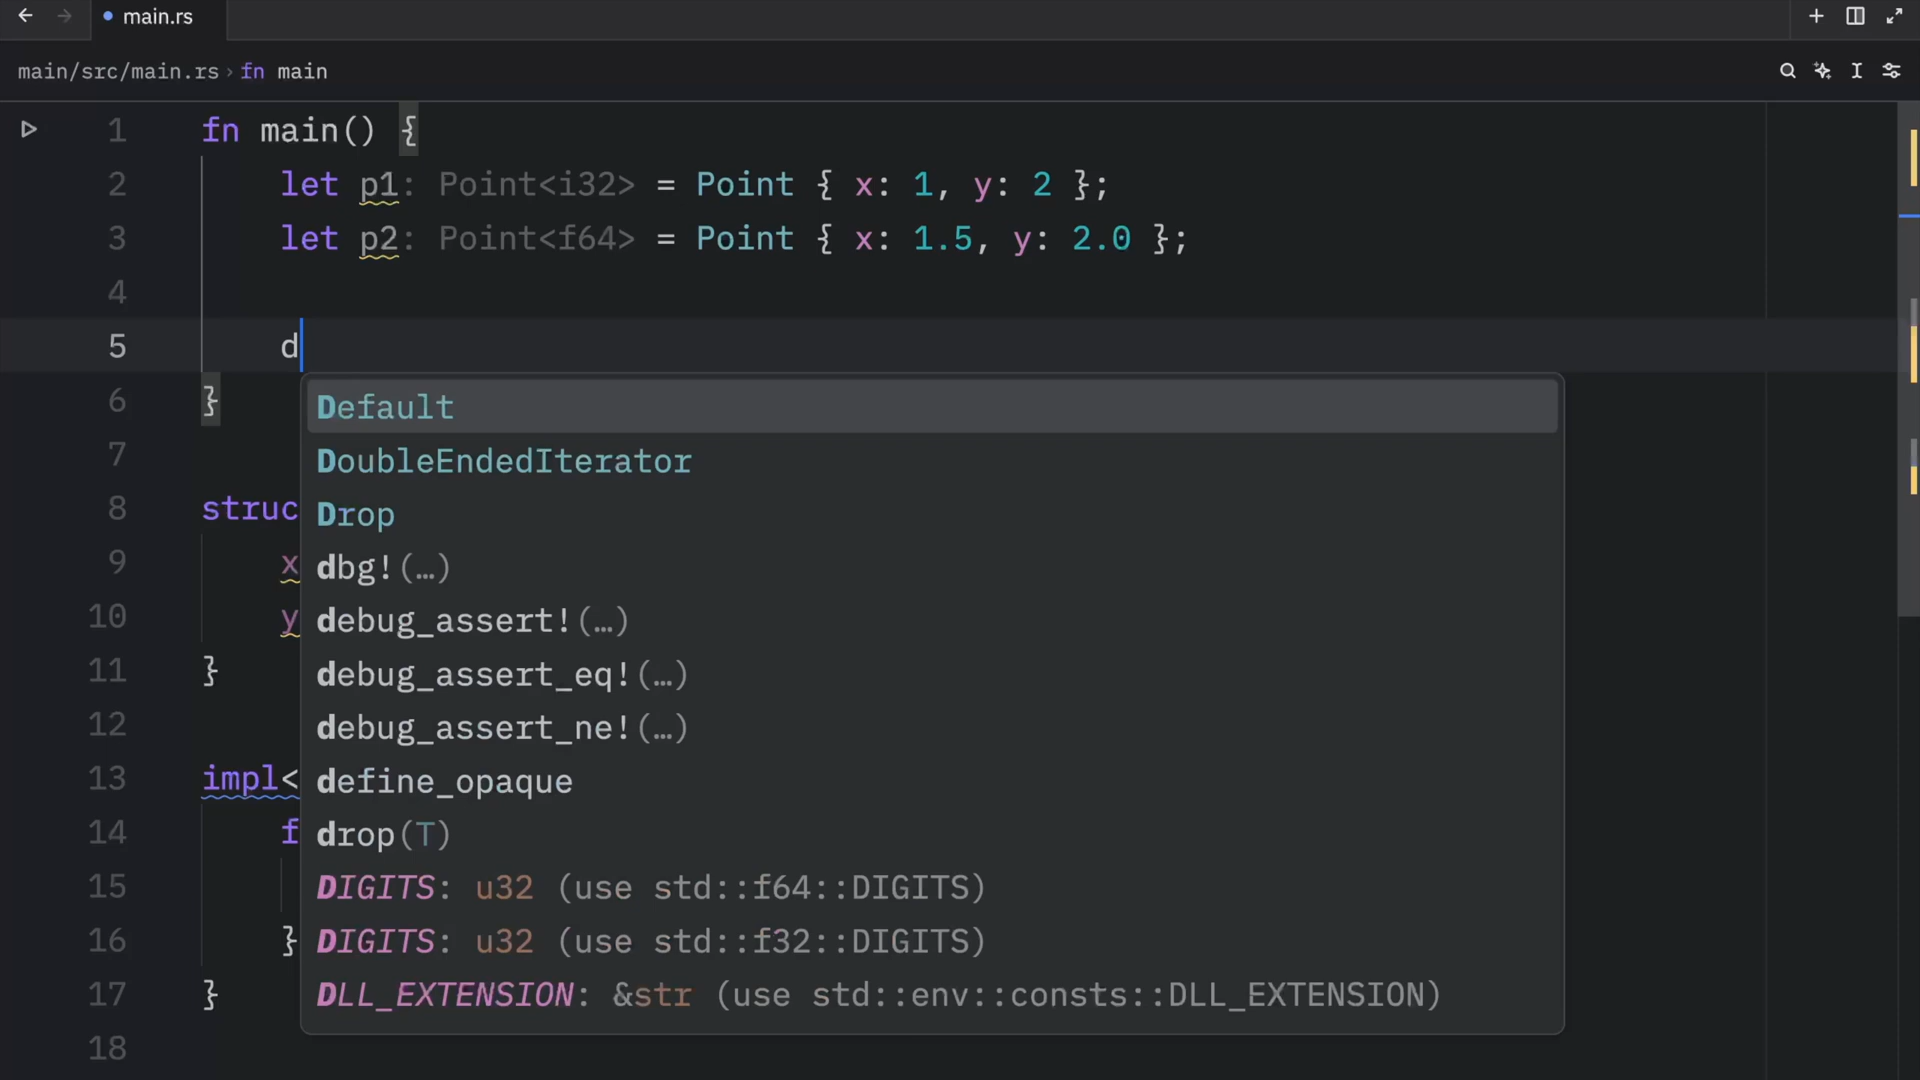 main.rs
main/src/main.rs › fn main
1 fn main() {
2 let p1: Point<i32> = Point { x: 1, y: 2 };
3 let p2: Point<f64> = Point { x: 1.5, y: 2.0 };
4
5 d
6 }
Default
7
DoubleEndedIterator
8 struc
Drop
9 x
dbg!(…)
10 y
debug_assert!(…)
11 }
debug_assert_eq!(…)
12
debug_assert_ne!(…)
13 impl<
define_opaque
14 f
drop(T)
15
DIGITS: u32 (use std::f64::DIGITS)
16 }
DIGITS: u32 (use std::f32::DIGITS)
17 }
DLL_EXTENSION: &str (use std::env::consts::DLL_EXTENSION)
18